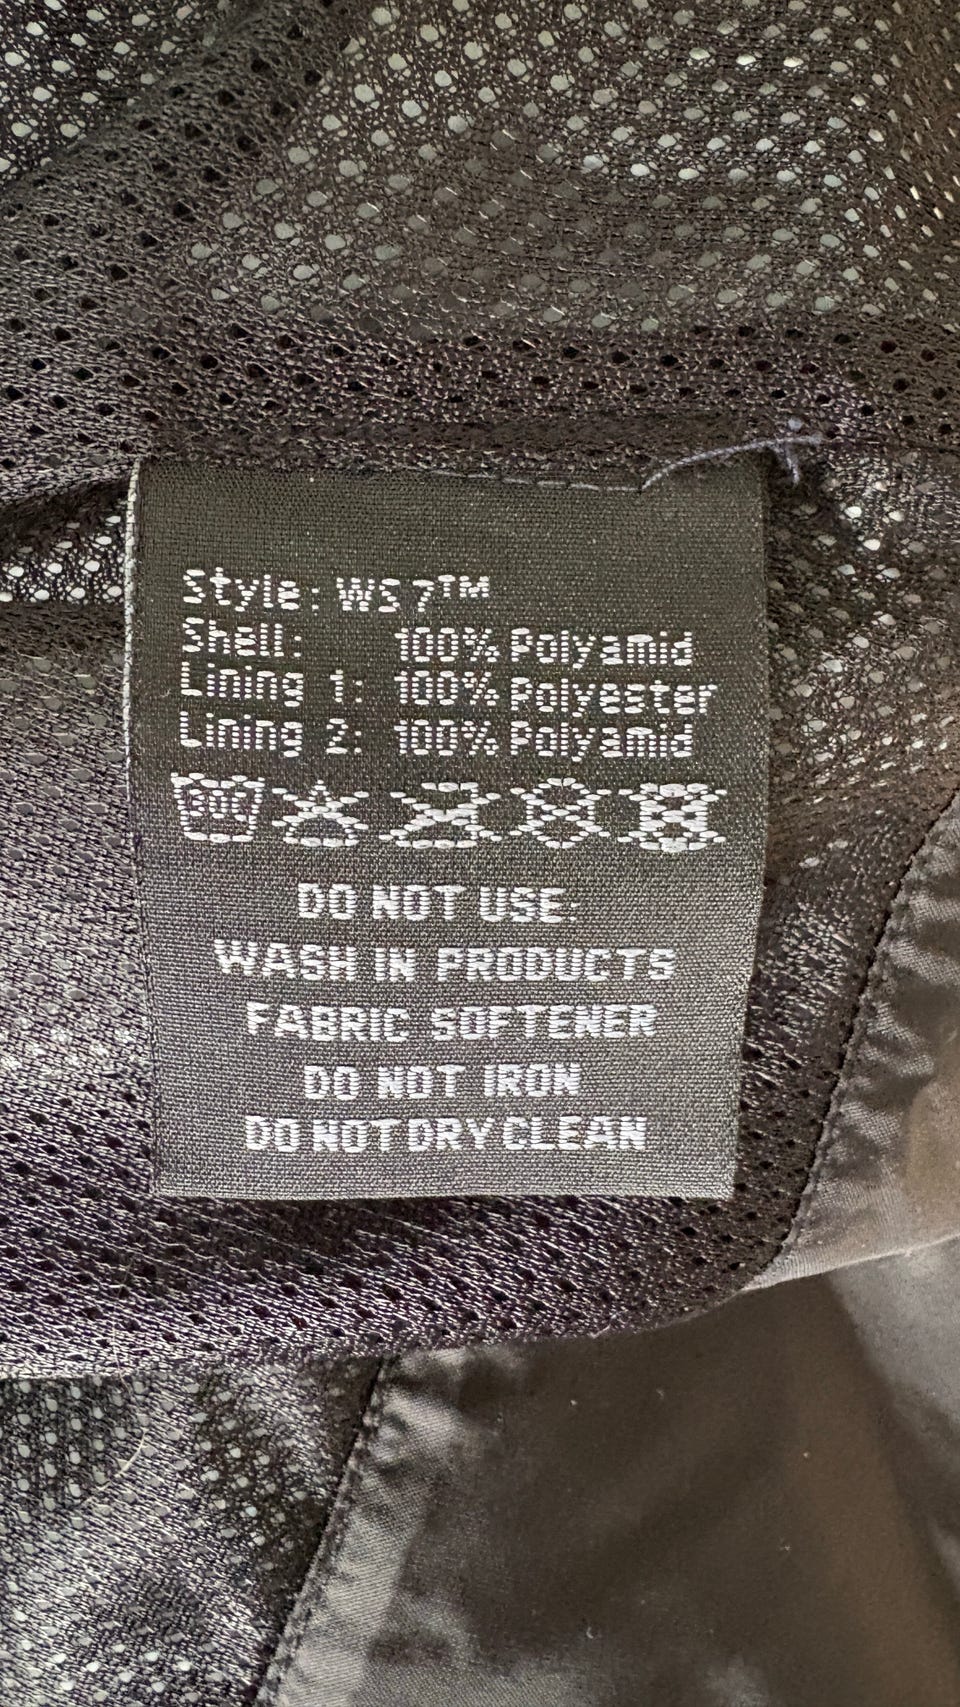 Style: WS7™
Shell: 100% Polyamid
Lining 1: 100% Polyester
Lining 2: 100% Polyamid
30
DO NOT USE:
WASH IN PRODUCTS
FABRIC SOFTENER
DO NOT IRON
DO NOT DRY CLEAN